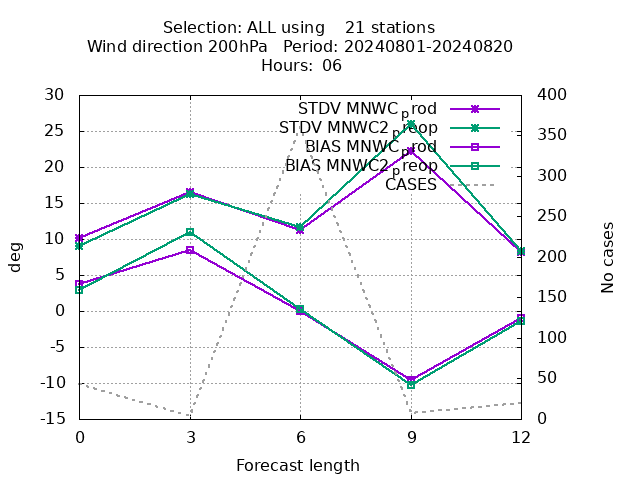 Selection: ALL using    21 stations
Wind direction 200hPa   Period: 20240801-20240820
Hours: 06
30
25
20
15
10
5
0
-5
-10
-15
deg
STDV MNWC_prod
STDV MNWC2_preop
BIAS MNWC_prod
BIAS MNWC2_preop
CASES
400
350
300
250
200
150
100
50
0
No cases
0 3 6 9 12
Forecast length